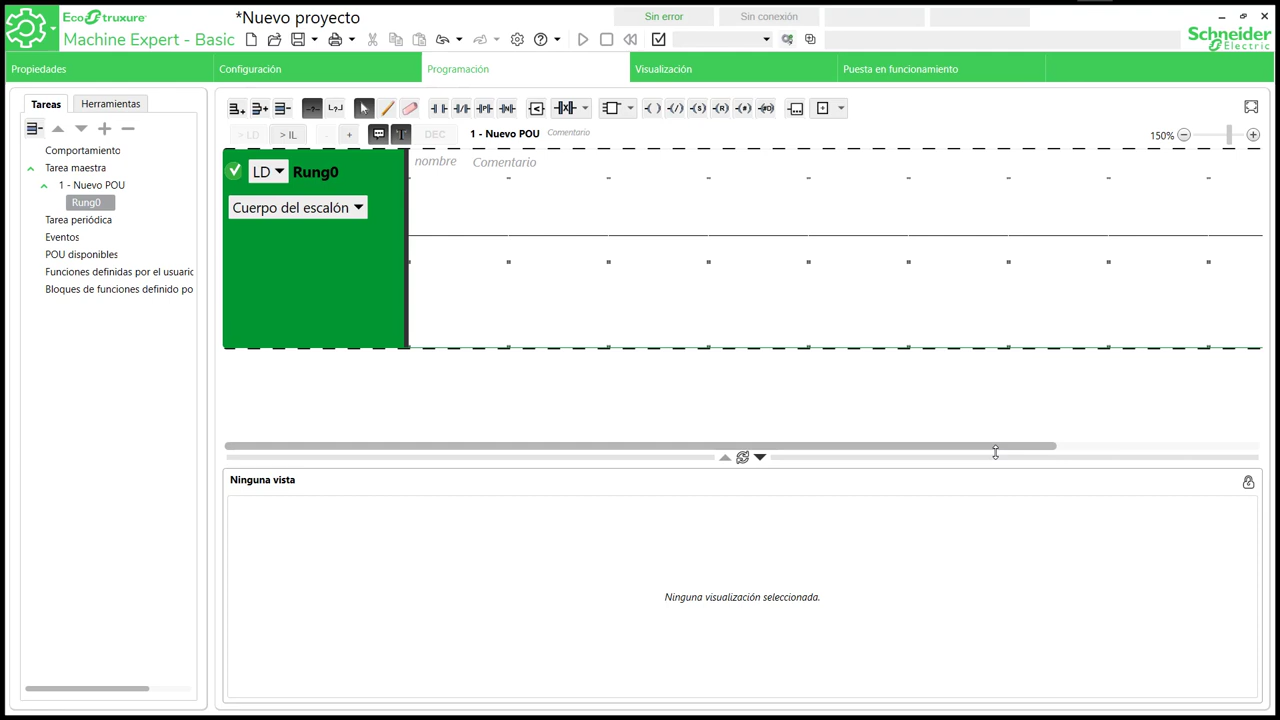 EcoStruxure
Machine Expert - Basic
*Nuevo proyecto
Sin error
Sin conexión
Schneider
Electric
Propiedades
Configuración
Programación
Visualización
Puesta en funcionamiento
Tareas
Herramientas
Comportamiento
Tarea maestra
1 - Nuevo POU
Rung0
Tarea periódica
Eventos
POU disponibles
Funciones definidas por el usuaric
Bloques de funciones definido po
> LD
> IL
-
+
T
DEC
1 - Nuevo POU
Comentario
150%
LD
Rung0
nombre
Comentario
Cuerpo del escalón
Ninguna vista
Ninguna visualización seleccionada.